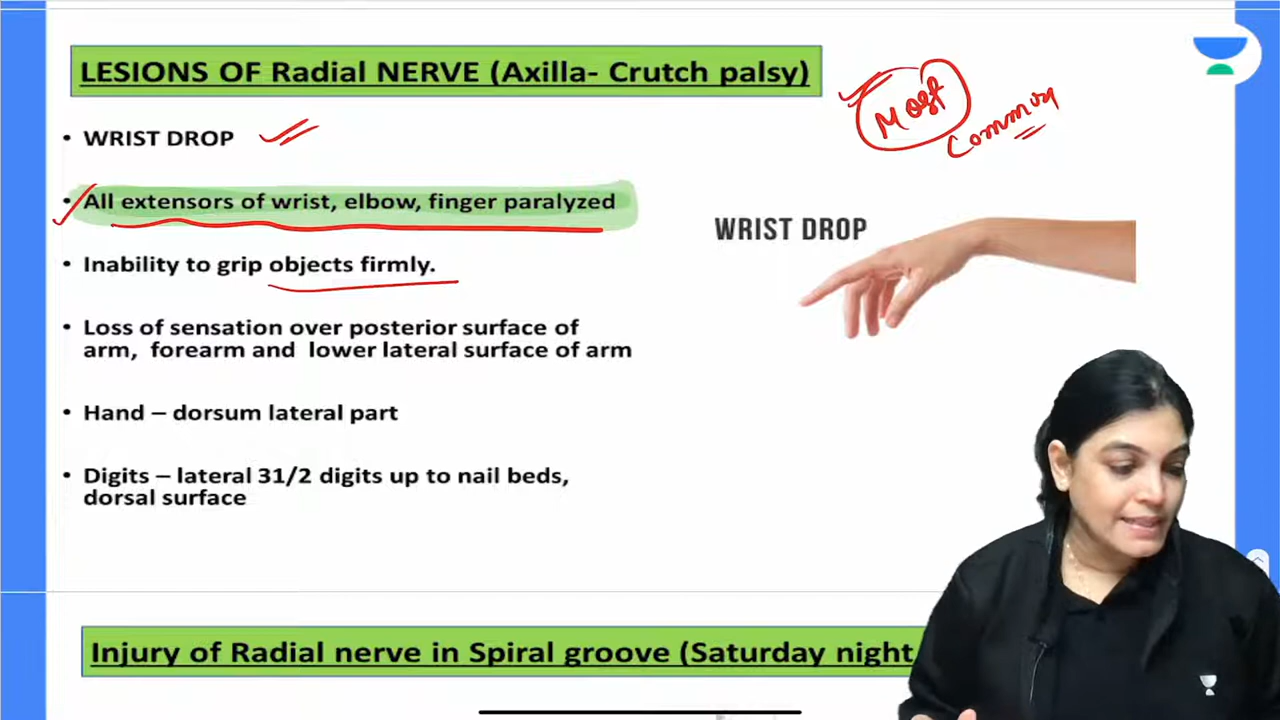 LESIONS OF Radial NERVE (Axilla- Crutch palsy)
Most
Common
• WRIST DROP
• All extensors of wrist, elbow, finger paralyzed
WRIST DROP
• Inability to grip objects firmly.
• Loss of sensation over posterior surface of
arm, forearm and lower lateral surface of arm
• Hand – dorsum lateral part
• Digits – lateral 31/2 digits up to nail beds,
dorsal surface
Injury of Radial nerve in Spiral groove (Saturday night